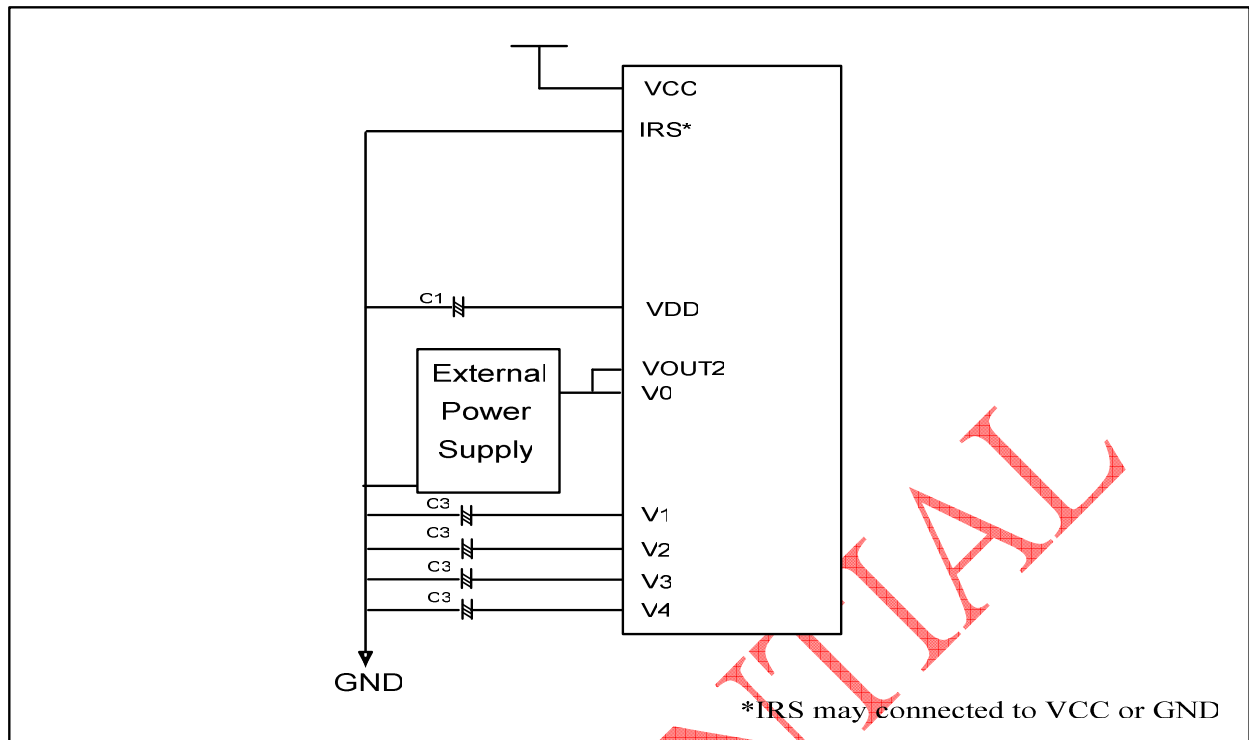 VCC
IRS*
C1
VDD
External
Power
Supply
VOUT2
V0
C3
V1
C3
V2
C3
V3
C3
V4
GND
*IRS may connected to VCC or GND
NTIAL